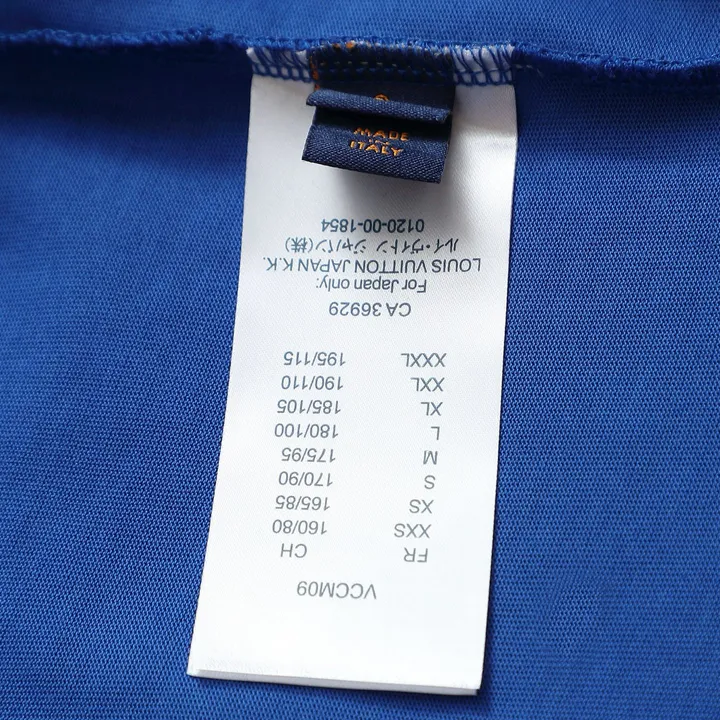 MADE
IN
ITALY
VCCM09
FR CH
XXS 160/80
XS 165/85
S 170/90
M 175/95
L 180/100
XL 185/105
XXL 190/110
XXXL 195/115
CA 36929
For Japan only:
LOUIS VUITTON JAPAN K.K.
ルイ・ヴィトン ジャパン(株)
0120-00-1854